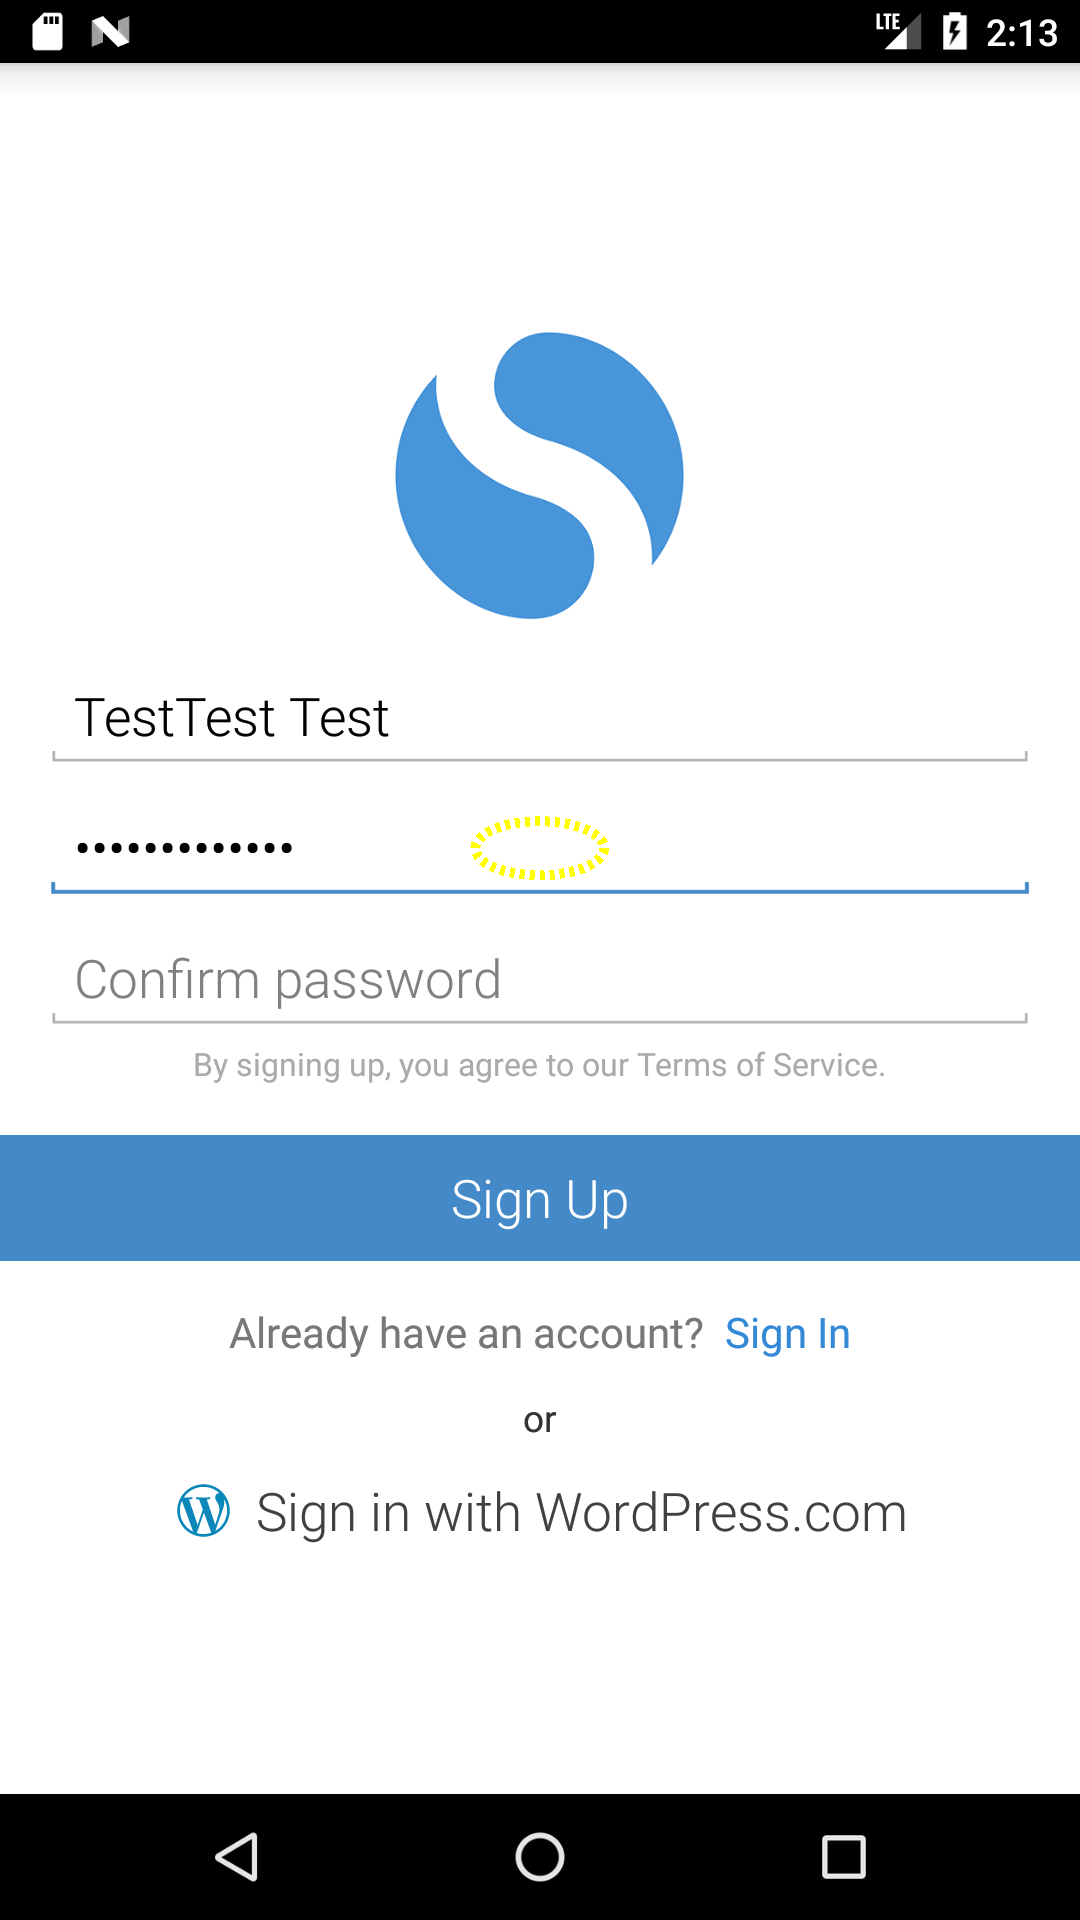 LTE 2:13
TestTest Test
•••••••••••••
Confirm password
By signing up, you agree to our Terms of Service.
Sign Up
Already have an account? Sign In
or
Sign in with WordPress.com